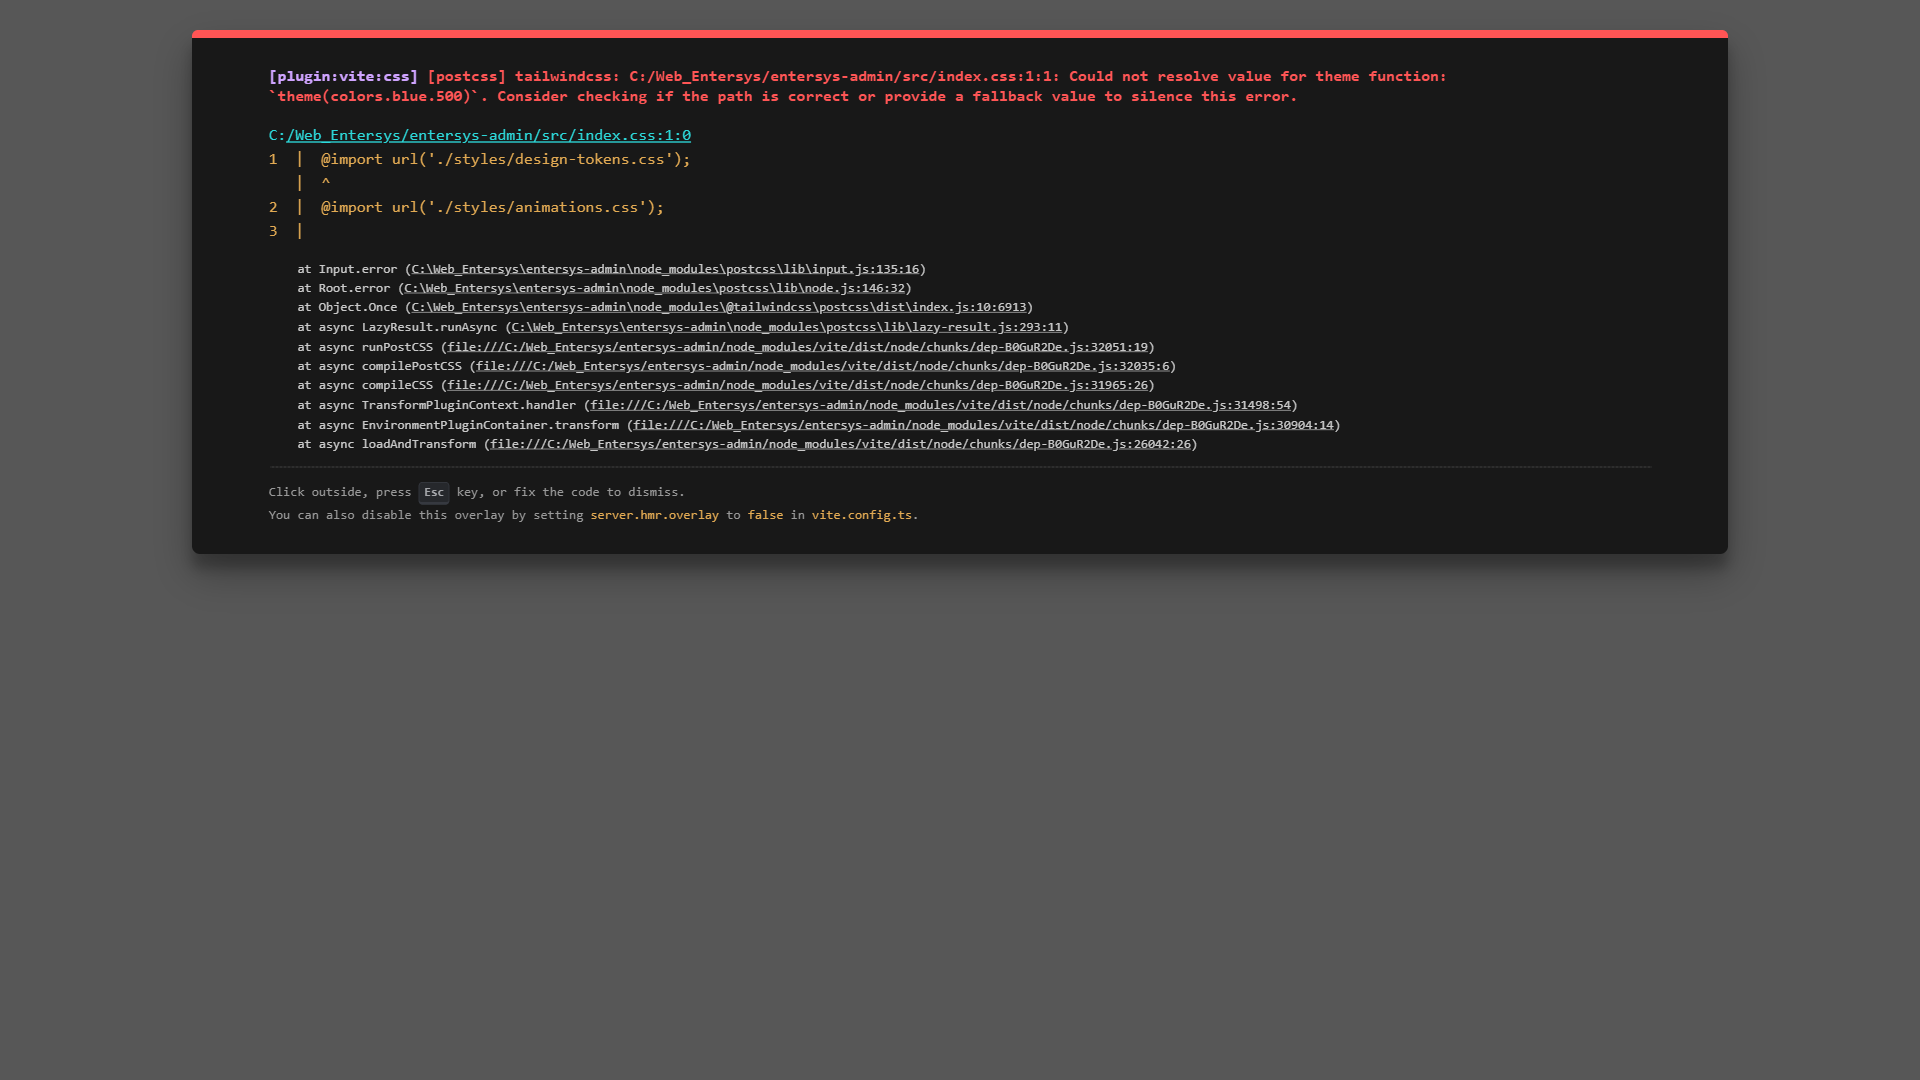 [plugin:vite:css] [postcss] tailwindcss: C:/Web_Entersys/entersys-admin/src/index.css:1:1: Could not resolve value for theme function:
`theme(colors.blue.500)`. Consider checking if the path is correct or provide a fallback value to silence this error.
C:/Web_Entersys/entersys-admin/src/index.css:1:0
1  |  @import url('./styles/design-tokens.css');
   |  ^
2  |  @import url('./styles/animations.css');
3  |
at Input.error (C:\Web_Entersys\entersys-admin\node_modules\postcss\lib\input.js:135:16)
at Root.error (C:\Web_Entersys\entersys-admin\node_modules\postcss\lib\node.js:146:32)
at Object.Once (C:\Web_Entersys\entersys-admin\node_modules\@tailwindcss\postcss\dist\index.js:10:6913)
at async LazyResult.runAsync (C:\Web_Entersys\entersys-admin\node_modules\postcss\lib\lazy-result.js:293:11)
at async runPostCSS (file:///C:/Web_Entersys/entersys-admin/node_modules/vite/dist/node/chunks/dep-B0GuR2De.js:32051:19)
at async compilePostCSS (file:///C:/Web_Entersys/entersys-admin/node_modules/vite/dist/node/chunks/dep-B0GuR2De.js:32035:6)
at async compileCSS (file:///C:/Web_Entersys/entersys-admin/node_modules/vite/dist/node/chunks/dep-B0GuR2De.js:31965:26)
at async TransformPluginContext.handler (file:///C:/Web_Entersys/entersys-admin/node_modules/vite/dist/node/chunks/dep-B0GuR2De.js:31498:54)
at async EnvironmentPluginContainer.transform (file:///C:/Web_Entersys/entersys-admin/node_modules/vite/dist/node/chunks/dep-B0GuR2De.js:30904:14)
at async loadAndTransform (file:///C:/Web_Entersys/entersys-admin/node_modules/vite/dist/node/chunks/dep-B0GuR2De.js:26042:26)
Click outside, press Esc key, or fix the code to dismiss.
You can also disable this overlay by setting server.hmr.overlay to false in vite.config.ts.